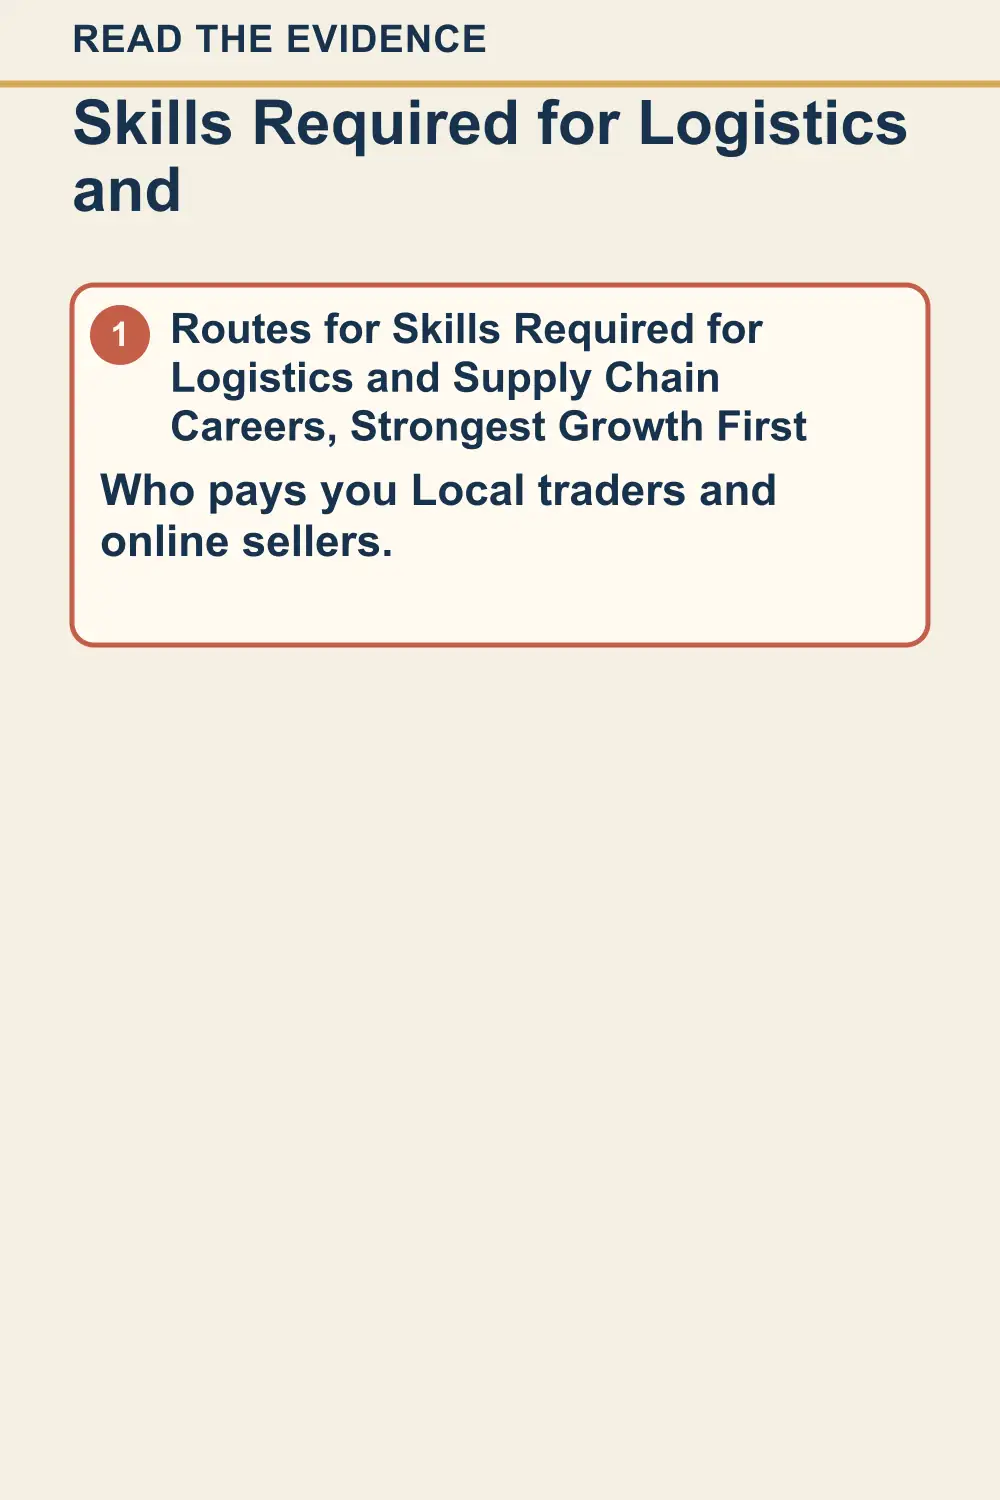 READ THE EVIDENCE
Skills Required for Logistics
and
1
Routes for Skills Required for
Logistics and Supply Chain
Careers, Strongest Growth First
Who pays you Local traders and
online sellers.